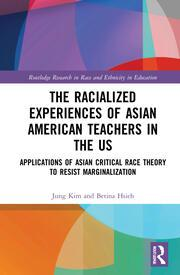 Routledge Research in Race and Ethnicity in Education
THE RACIALIZED
EXPERIENCES OF ASIAN
AMERICAN TEACHERS IN
THE US
APPLICATIONS OF ASIAN CRITICAL RACE THEORY
TO RESIST MARGINALIZATION
Jung Kim and Betina Hsieh
R
ROUTLEDGE